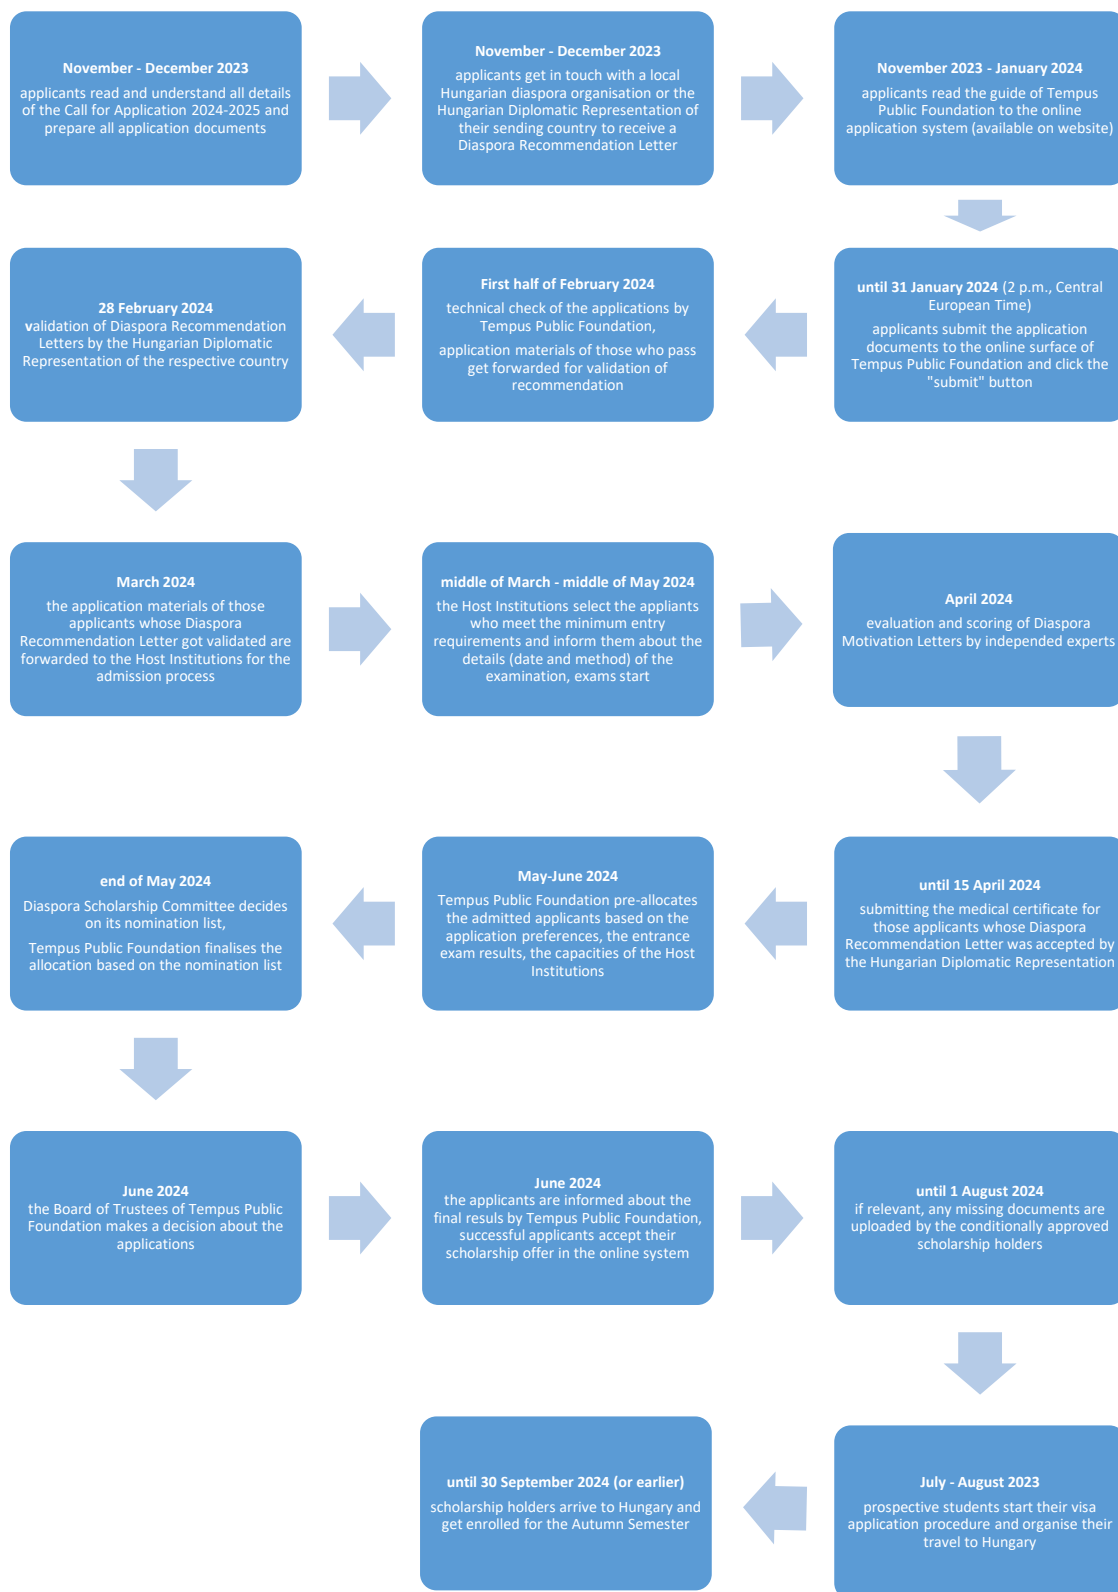 November - December 2023
applicants read and understand all details
of the Call for Application 2024-2025 and
prepare all application documents
November - December 2023
applicants get in touch with a local
Hungarian diaspora organisation or the
Hungarian Diplomatic Representation of
their sending country to receive a
Diaspora Recommendation Letter
November 2023 - January 2024
applicants read the guide of Tempus
Public Foundation to the online
application system (available on website)
until 31 January 2024 (2 p.m., Central
European Time)
applicants submit the application
documents to the online surface of
Tempus Public Foundation and click the
"submit" button
First half of February 2024
technical check of the applications by
Tempus Public Foundation,
application materials of those who pass
get forwarded for validation of
recommendation
28 February 2024
validation of Diaspora Recommendation
Letters by the Hungarian Diplomatic
Representation of the respective country
March 2024
the application materials of those
applicants whose Diaspora
Recommendation Letter got validated are
forwarded to the Host Institutions for the
admission process
middle of March - middle of May 2024
the Host Institutions select the appliants
who meet the minimum entry
requirements and inform them about the
details (date and method) of the
examination, exams start
April 2024
evaluation and scoring of Diaspora
Motivation Letters by independent experts
until 15 April 2024
submitting the medical certificate for
those applicants whose Diaspora
Recommendation Letter was accepted by
the Hungarian Diplomatic Representation
May-June 2024
Tempus Public Foundation pre-allocates
the admitted applicants based on the
application preferences, the entrance
exam results, the capacities of the Host
Institutions
end of May 2024
Diaspora Scholarship Committee decides
on its nomination list,
Tempus Public Foundation finalises the
allocation based on the nomination list
June 2024
the Board of Trustees of Tempus Public
Foundation makes a decision about the
applications
June 2024
the applicants are informed about the
final resuls by Tempus Public Foundation,
successful applicants accept their
scholarship offer in the online system
until 1 August 2024
if relevant, any missing documents are
uploaded by the conditionally approved
scholarship holders
July - August 2023
prospective students start their visa
application procedure and organise their
travel to Hungary
until 30 September 2024 (or earlier)
scholarship holders arrive to Hungary and
get enrolled for the Autumn Semester